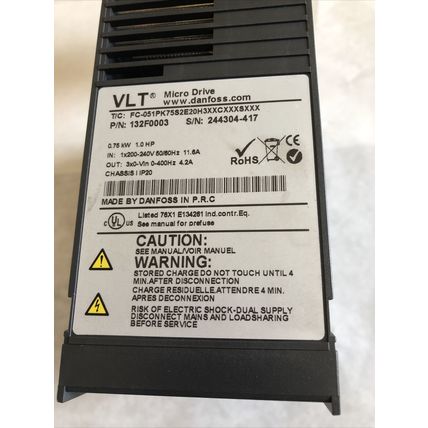 VLT® Micro Drive
www.danfoss.com
T/C: FC-051PK75S2E20H3XXCXXXSXXX
P/N: 132F0003 S/N: 244304-417
0.75 kW 1.0 HP
IN: 1x200-240V 50/60Hz 11.6A
OUT: 3x0-Vin 0-400Hz 4.2A
CHASSIS I IP20
CE RoHS
MADE BY DANFOSS IN P.R.C
c UL us Listed 76X1 E134261 Ind.contr.Eq.
See manual for prefuse
CAUTION:
SEE MANUAL/VOIR MANUEL
WARNING:
STORED CHARGE DO NOT TOUCH UNTIL 4
MIN.AFTER DISCONNECTION
CHARGE RESIDUELLE,ATTENDRE 4 MIN.
APRES DECONNEXION
RISK OF ELECTRIC SHOCK-DUAL SUPPLY
DISCONNECT MAINS AND LOADSHARING
BEFORE SERVICE